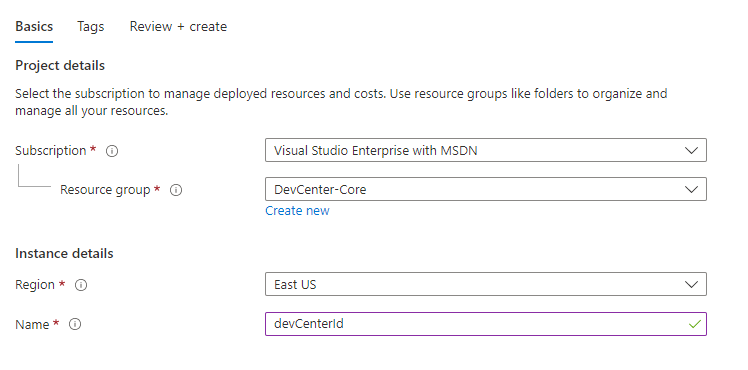 Basics Tags Review + create
Project details
Select the subscription to manage deployed resources and costs. Use resource groups like folders to organize and
manage all your resources.
Subscription * Visual Studio Enterprise with MSDN
Resource group * DevCenter-Core
Create new
Instance details
Region * East US
Name * devCenterId